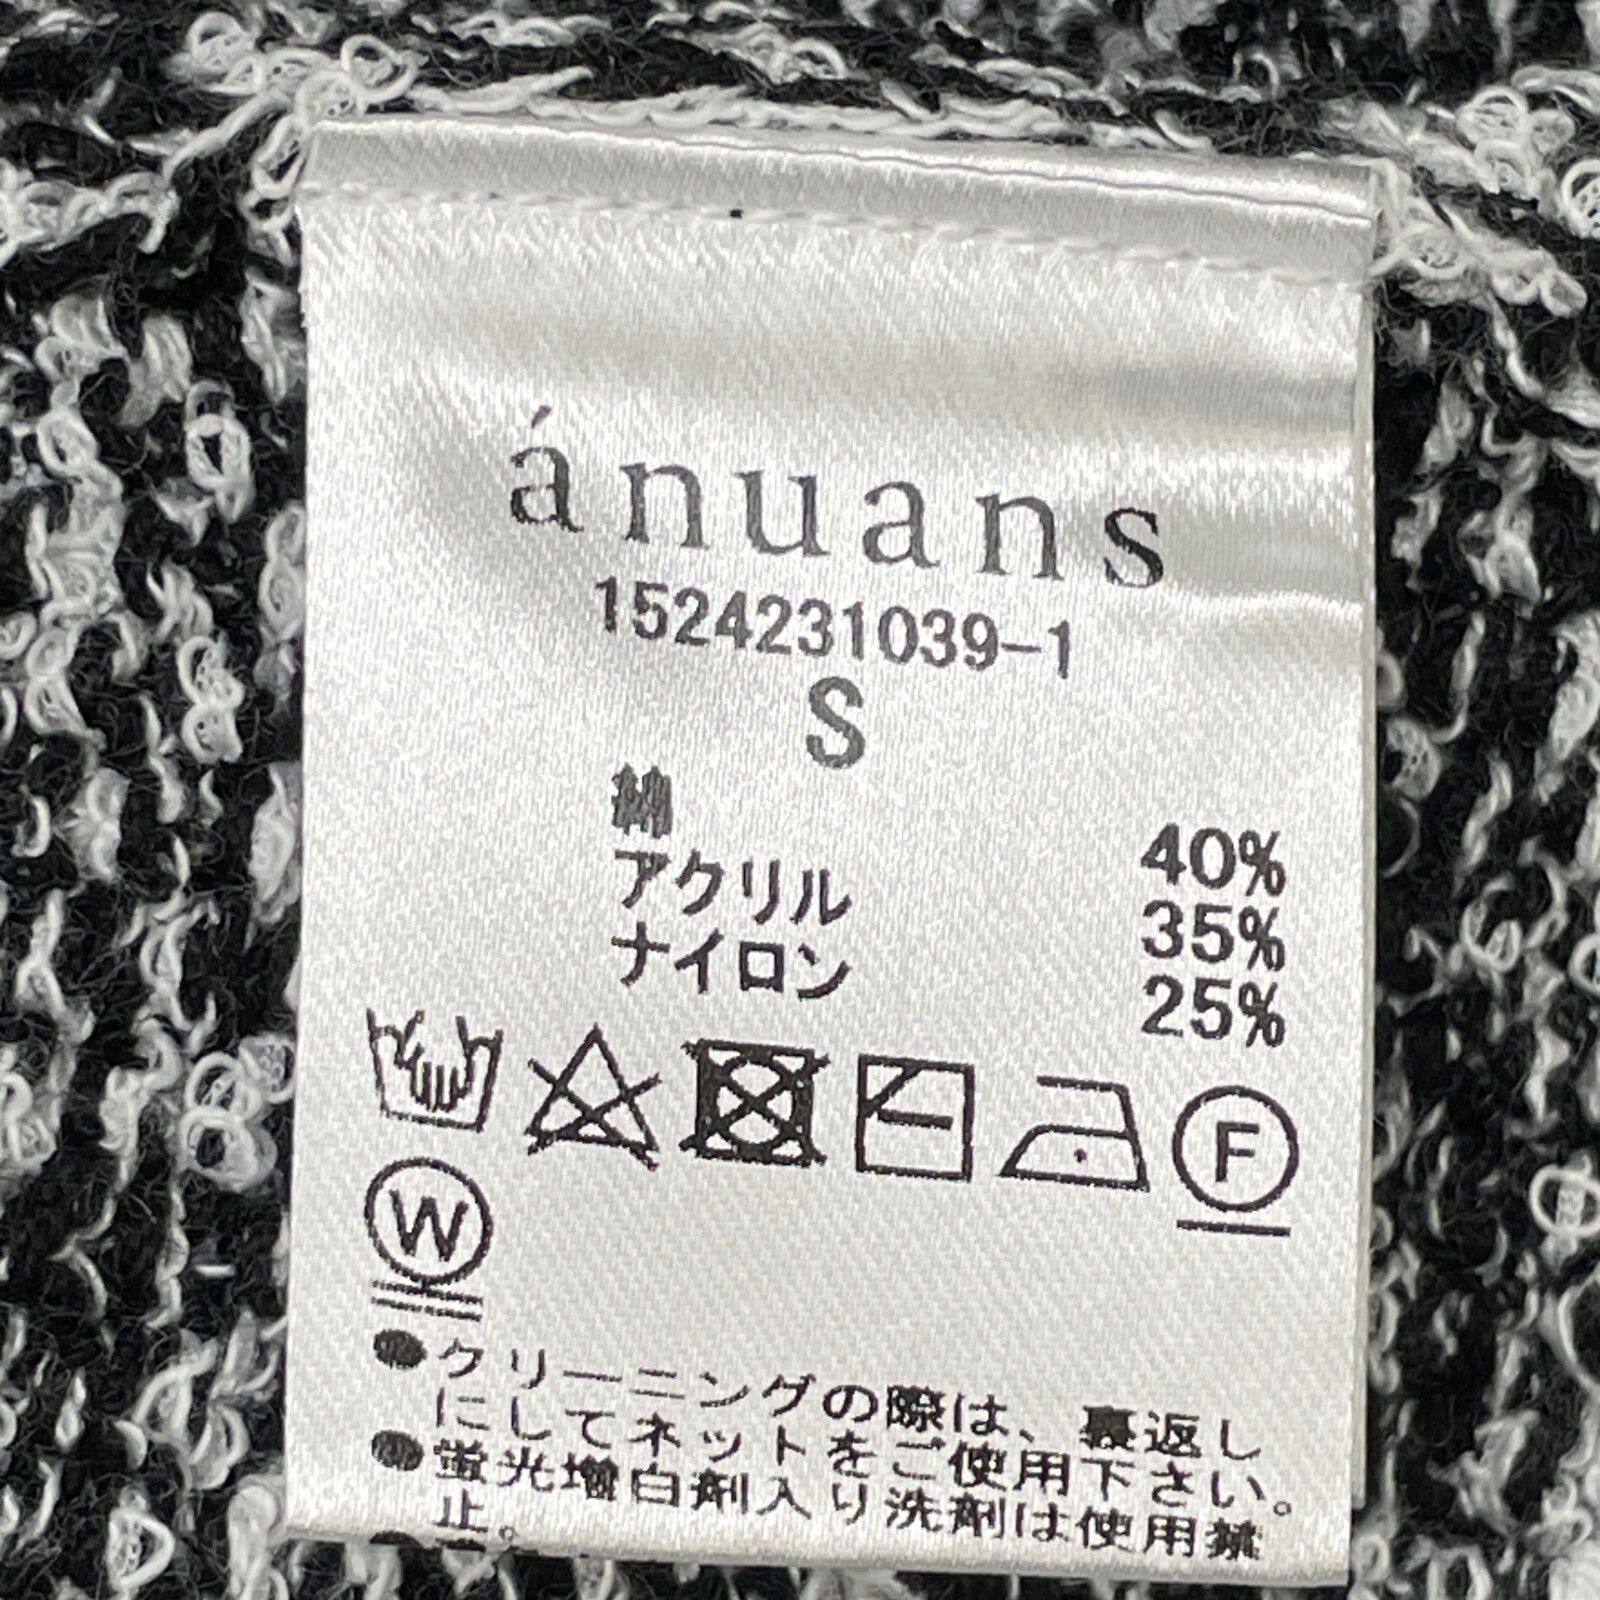 ánuans
1524231039-1
S
綿 40%
アクリル 35%
ナイロン 25%
F
W
●クリーニングの際は、裏返し
にしてネットをご使用下さい。
●蛍光増白剤入り洗剤は使用禁
止。